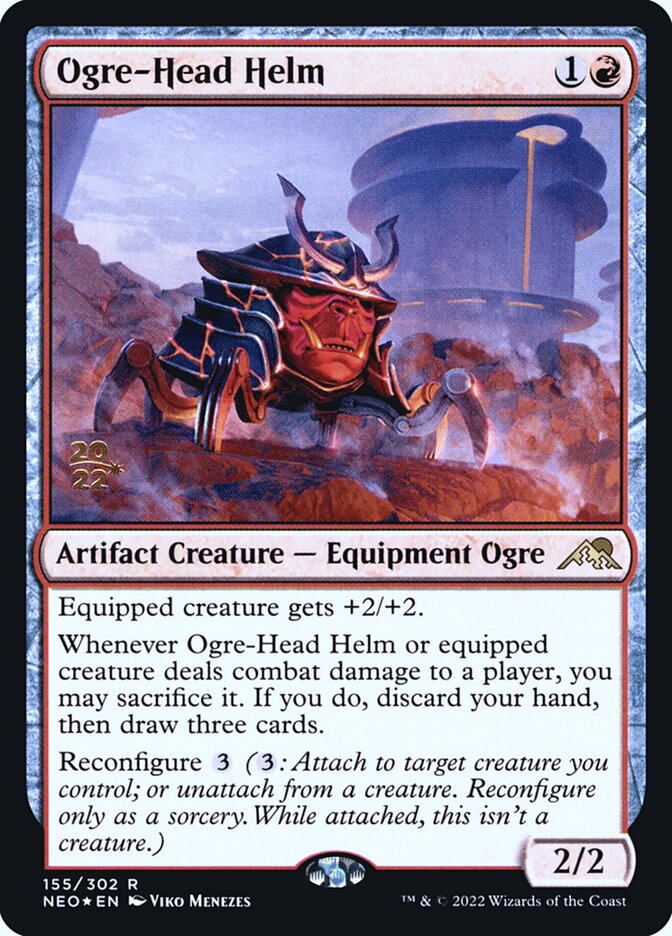 Ogre-Head Helm 1
20
22
Artifact Creature — Equipment Ogre
Equipped creature gets +2/+2.
Whenever Ogre-Head Helm or equipped
creature deals combat damage to a player, you
may sacrifice it. If you do, discard your hand,
then draw three cards.
Reconfigure 3 (3: Attach to target creature you
control; or unattach from a creature. Reconfigure
only as a sorcery. While attached, this isn't a
creature.)
2/2
155/302 R
NEO★EN Viko Menezes ™ & © 2022 Wizards of the Coast